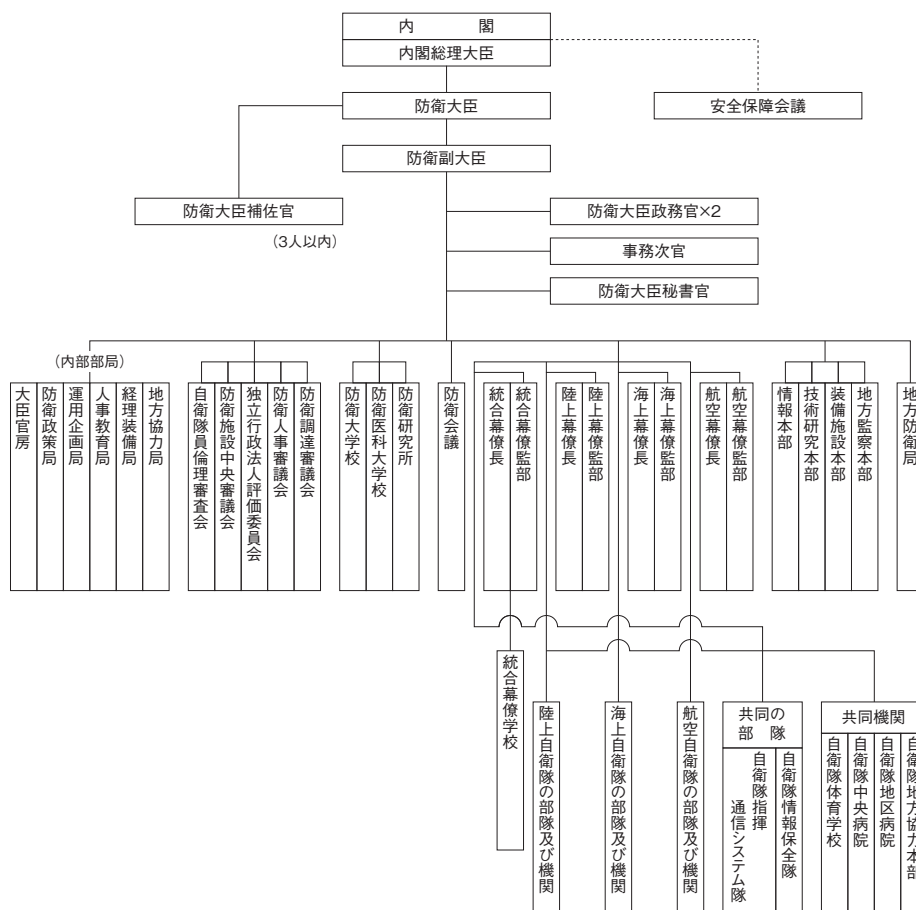 内閣
内閣総理大臣
防衛大臣
安全保障会議
防衛副大臣
防衛大臣補佐官
（3人以内）
防衛大臣政務官×2
事務次官
防衛大臣秘書官
（内部部局）
大臣官房
防衛政策局
運用企画局
人事教育局
経理装備局
地方協力局
自衛隊員倫理審査会
防衛施設中央審議会
独立行政法人評価委員会
防衛人事審議会
防衛調達審議会
防衛大学校
防衛医科大学校
防衛研究所
防衛会議
統合幕僚長
統合幕僚監部
陸上幕僚長
陸上幕僚監部
海上幕僚長
海上幕僚監部
航空幕僚長
航空幕僚監部
情報本部
技術研究本部
装備施設本部
地方監察本部
地方防衛局
統合幕僚学校
陸上自衛隊の部隊及び機関
海上自衛隊の部隊及び機関
航空自衛隊の部隊及び機関
共同の
部隊
自衛隊指揮
通信システム隊
自衛隊情報保全隊
共同機関
自衛隊体育学校
自衛隊中央病院
自衛隊地区病院
自衛隊地方協力本部